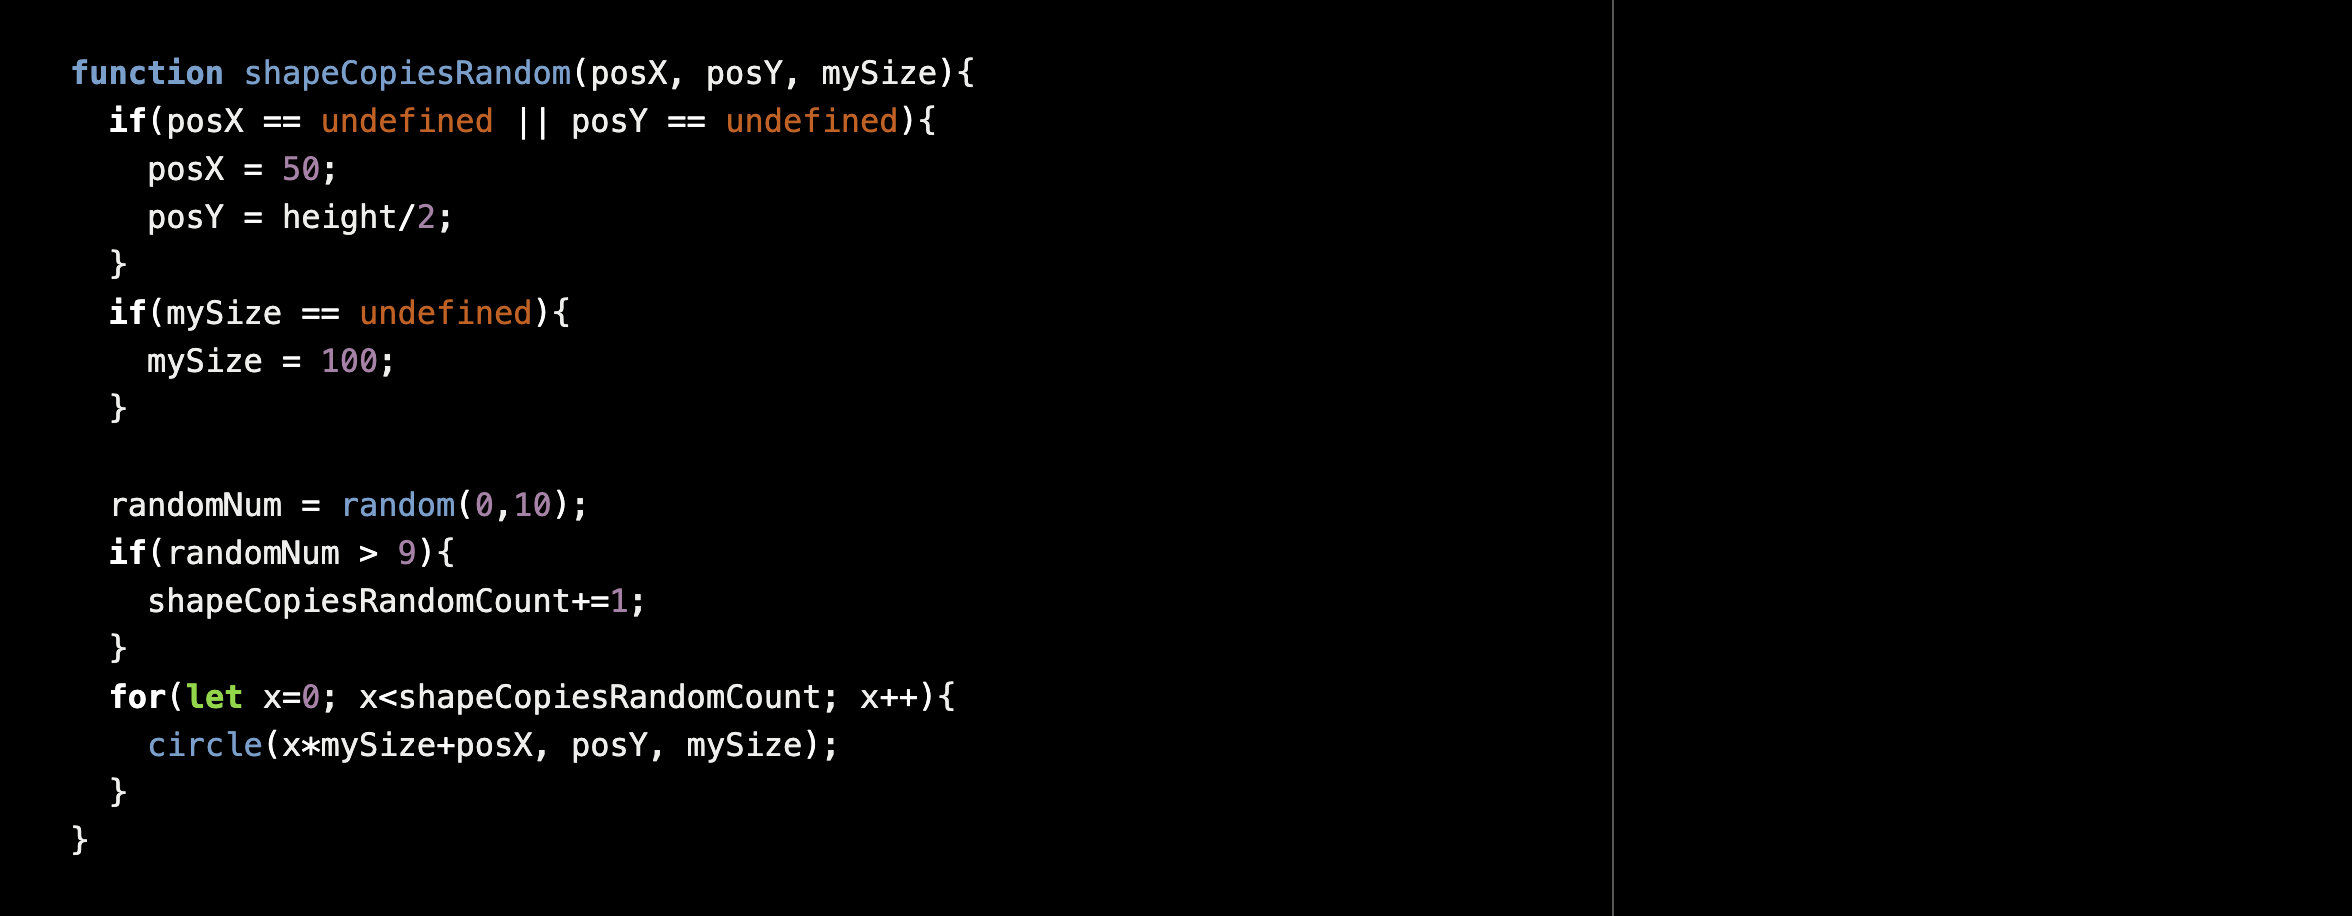 function shapeCopiesRandom(posX, posY, mySize){
  if(posX == undefined || posY == undefined){
    posX = 50;
    posY = height/2;
  }
  if(mySize == undefined){
    mySize = 100;
  }

  randomNum = random(0,10);
  if(randomNum > 9){
    shapeCopiesRandomCount+=1;
  }
  for(let x=0; x<shapeCopiesRandomCount; x++){
    circle(x*mySize+posX, posY, mySize);
  }
}